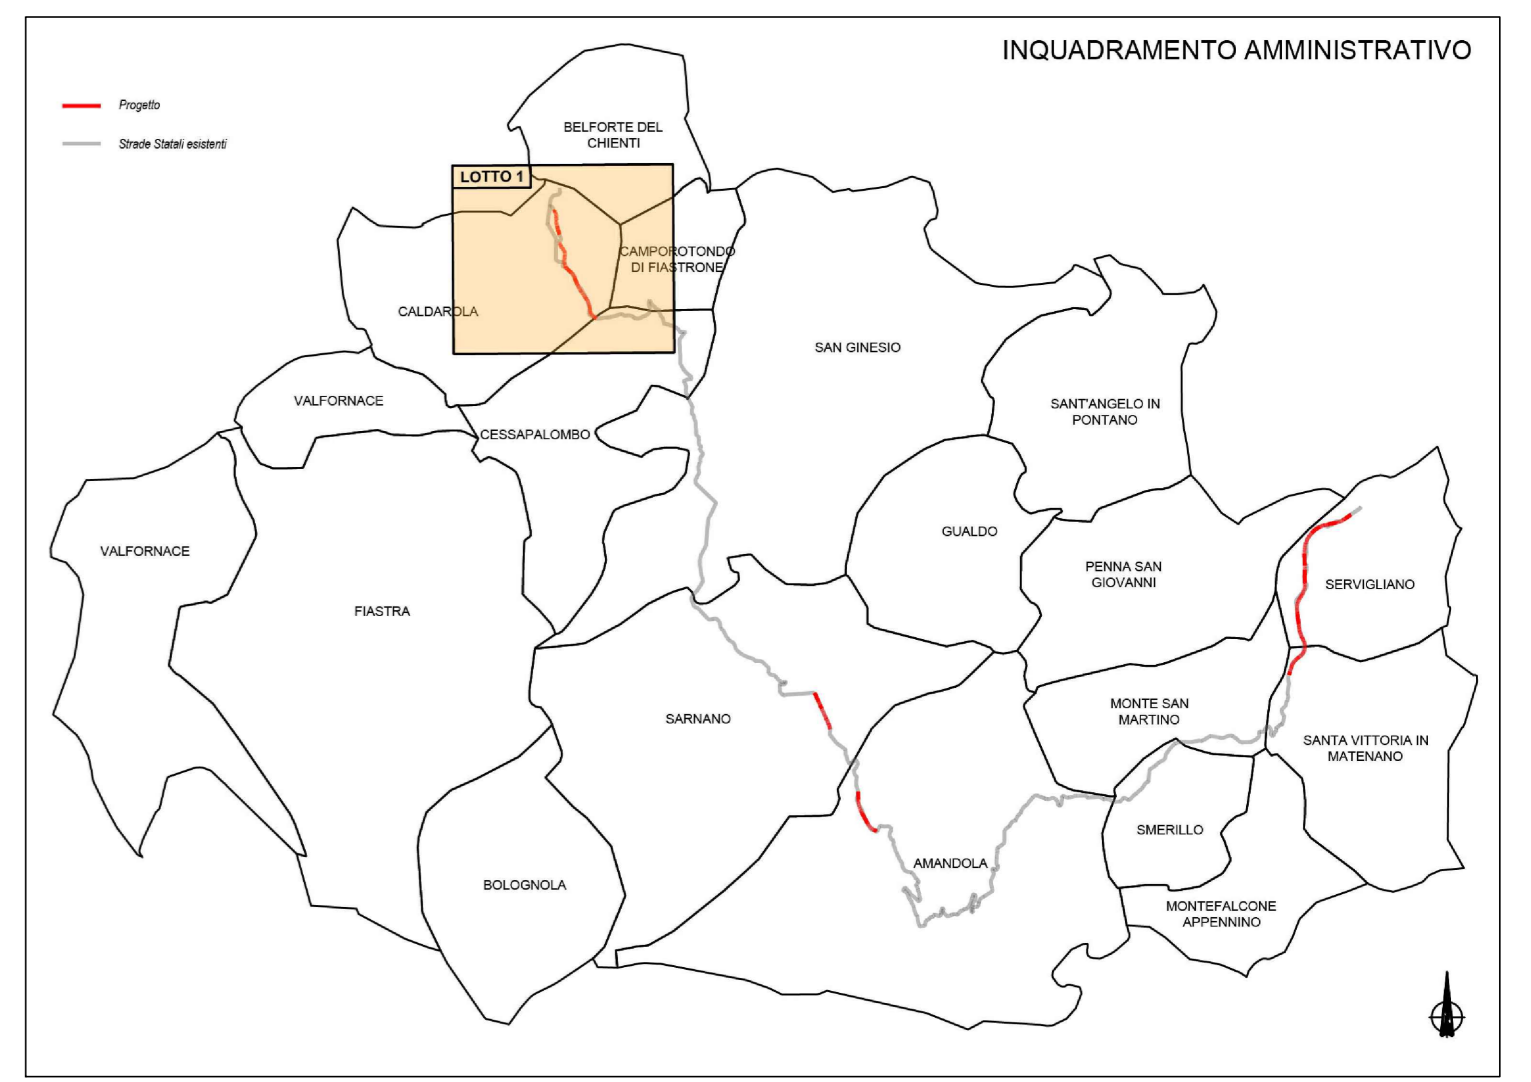 INQUADRAMENTO AMMINISTRATIVO
Progetto
Strade Statali esistenti
BELFORTE DEL
CHIENTI
LOTTO 1
CAMPOROTONDO
DI FIASTRONE
CALDAROLA
SAN GINESIO
VALFORNACE
SANT'ANGELO IN
PONTANO
CESSAPALOMBO
GUALDO
VALFORNACE
PENNA SAN
GIOVANNI
SERVIGLIANO
FIASTRA
MONTE SAN
MARTINO
SARNANO
SANTA VITTORIA IN
MATENANO
SMERILLO
AMANDOLA
BOLOGNOLA
MONTEFALCONE
APPENNINO